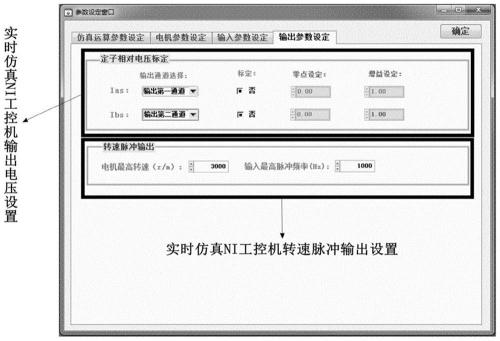 参数设定窗口
确定
仿真运算参数设定 电机参数设定 输入参数设定 输出参数设定
定子相对电压标定
输出通道选择: 标定: 零点设定: 增益设定:
Ias: 输出第一通道 否 0.00 1.00
Ibs: 输出第二通道 否 0.00 1.00
转速脉冲输出
电机最高转速(r/m): 3000 输入最高脉冲频率(Hz): 1000
实时仿真NI工控机输出电压设置
实时仿真NI工控机转速脉冲输出设置